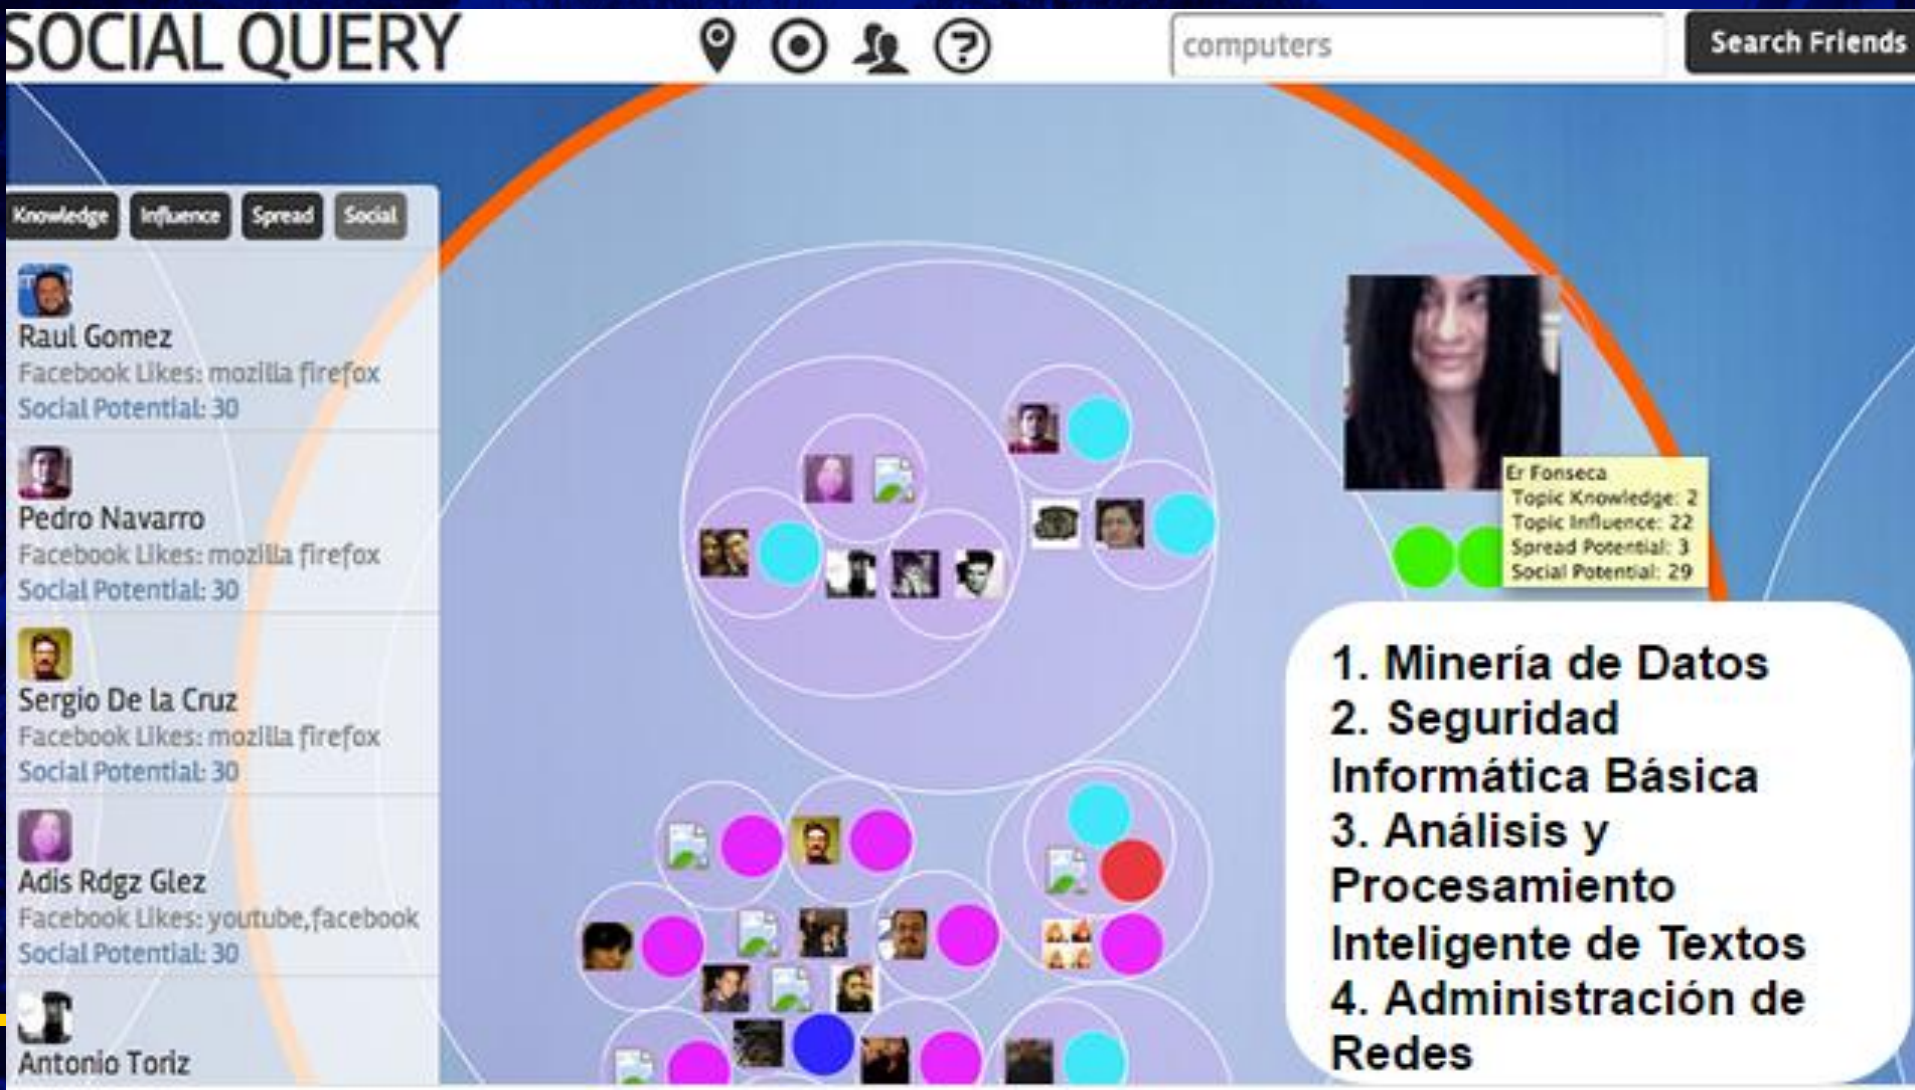 SOCIAL QUERY
computers
Search Friends
Knowledge
Influence
Spread
Social
Raul Gomez
Facebook Likes: mozilla firefox
Social Potential: 30
Pedro Navarro
Facebook Likes: mozilla firefox
Social Potential: 30
Sergio De la Cruz
Facebook Likes: mozilla firefox
Social Potential: 30
Adis Rdgz Glez
Facebook Likes: youtube,facebook
Social Potential: 30
Antonio Toriz
Er Fonseca
Topic Knowledge: 2
Topic Influence: 22
Spread Potential: 3
Social Potential: 29
1. Minería de Datos
2. Seguridad
Informática Básica
3. Análisis y
Procesamiento
Inteligente de Textos
4. Administración de
Redes